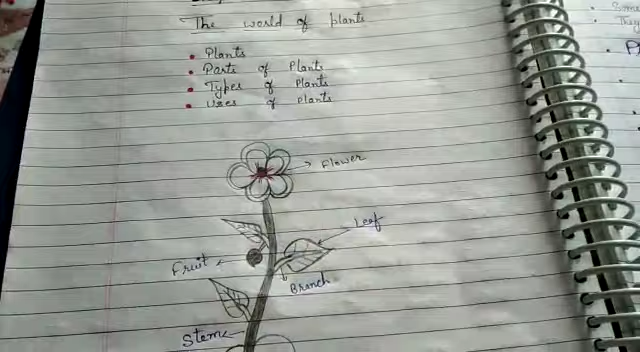 The world of plants
Plants
Parts of Plants
Types of Plants
Uses of Plants
Flower
Leaf
Fruit
Branch
Stem